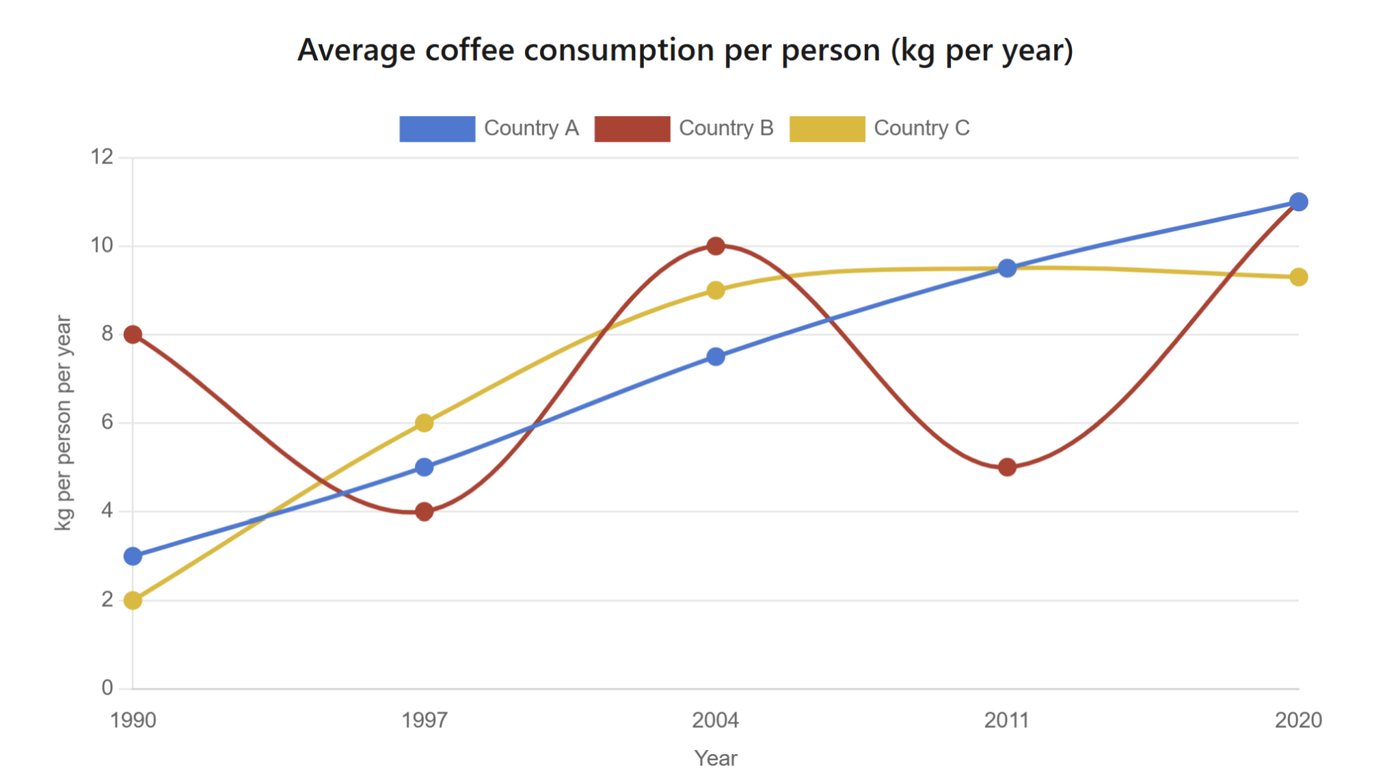 Average coffee consumption per person (kg per year)
Country A Country B Country C
12
10
8
6
4
2
0
kg per person per year
1990 1997 2004 2011 2020
Year